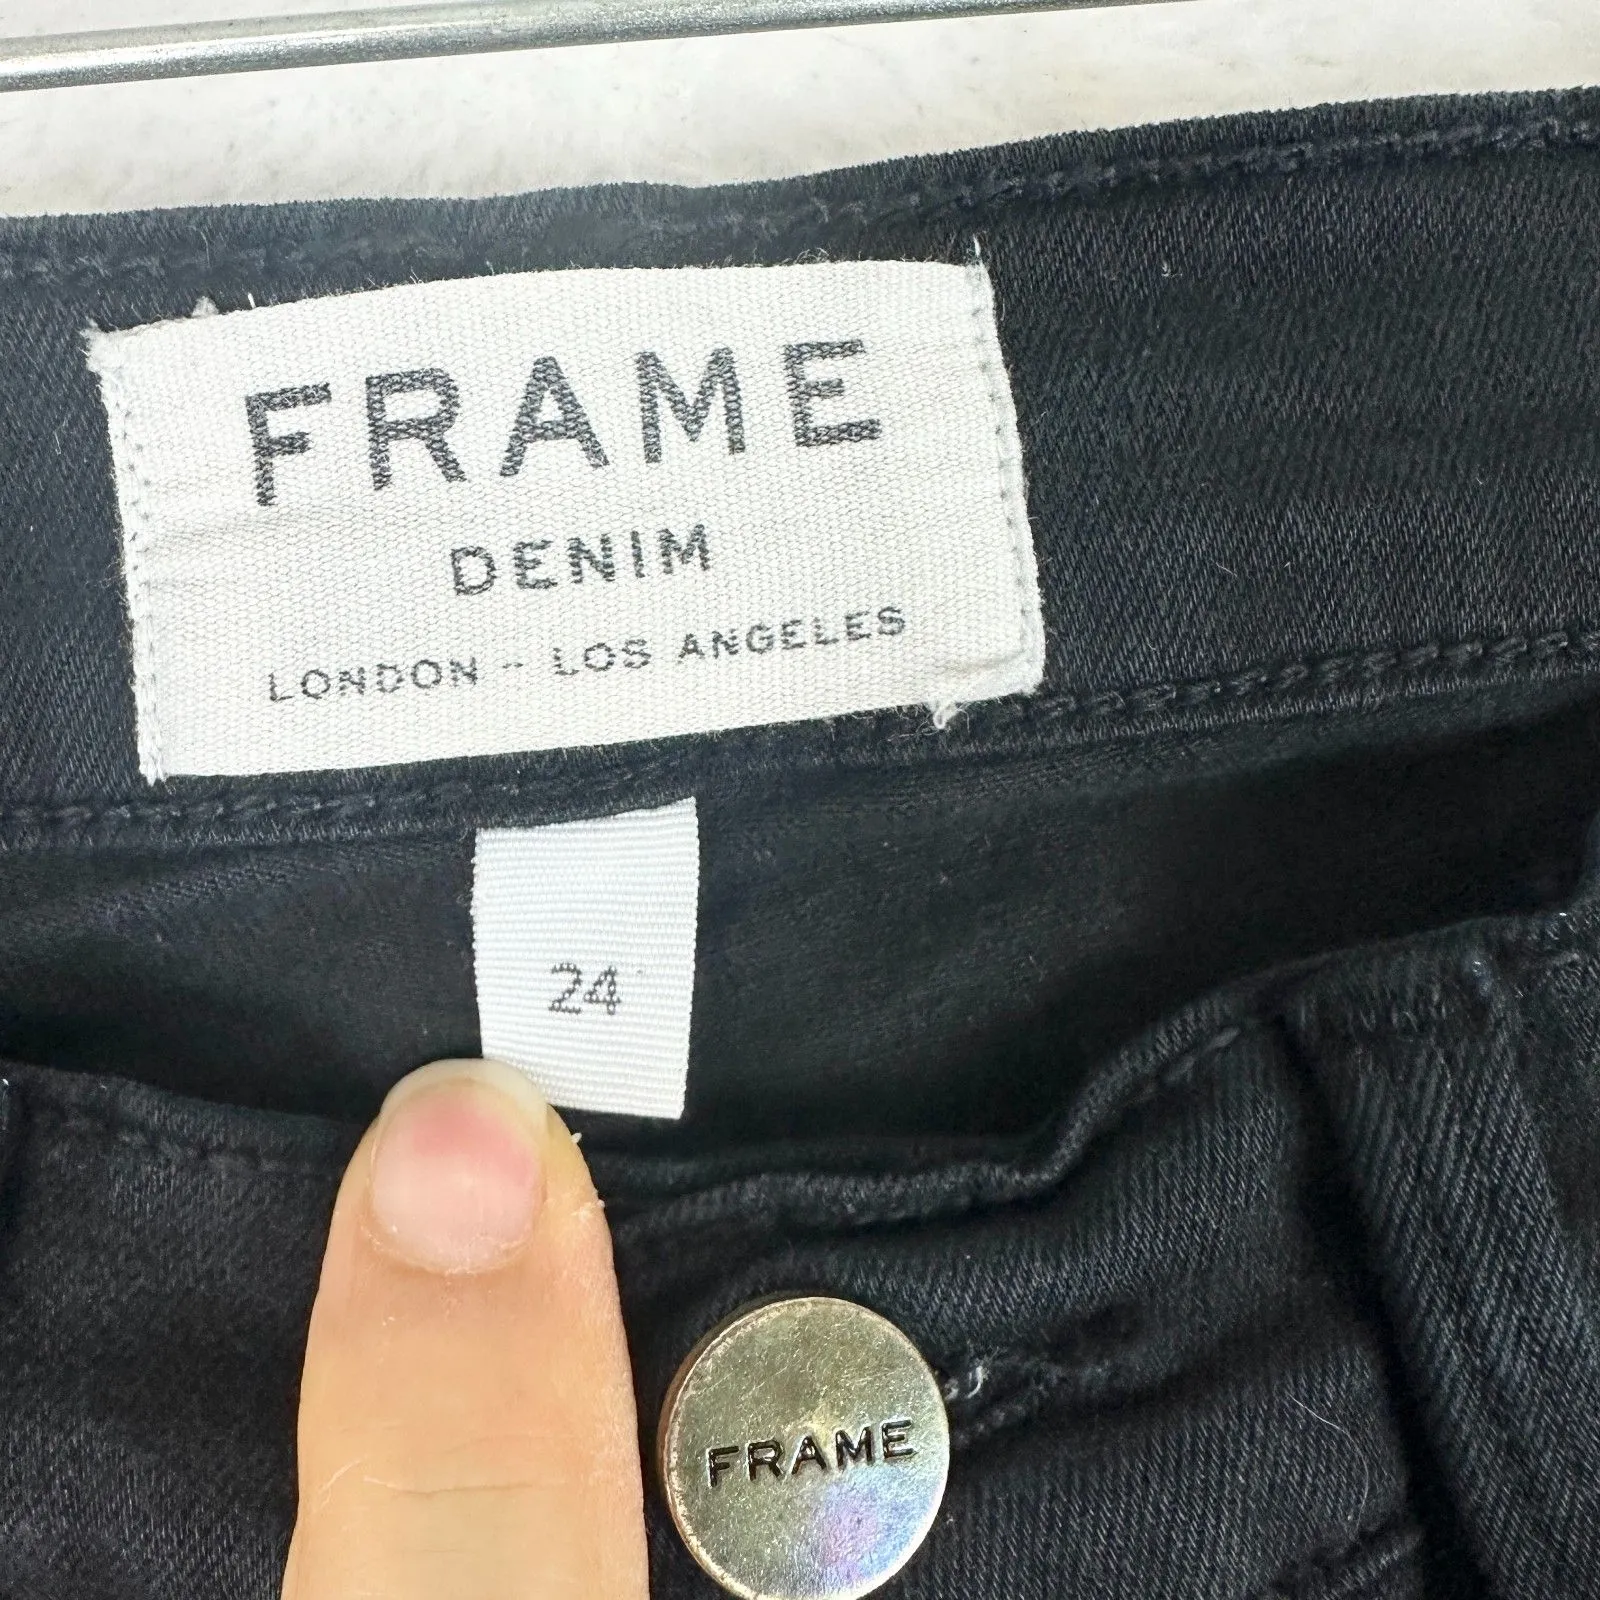 FRAME
DENIM
LONDON - LOS ANGELES
24
FRAME